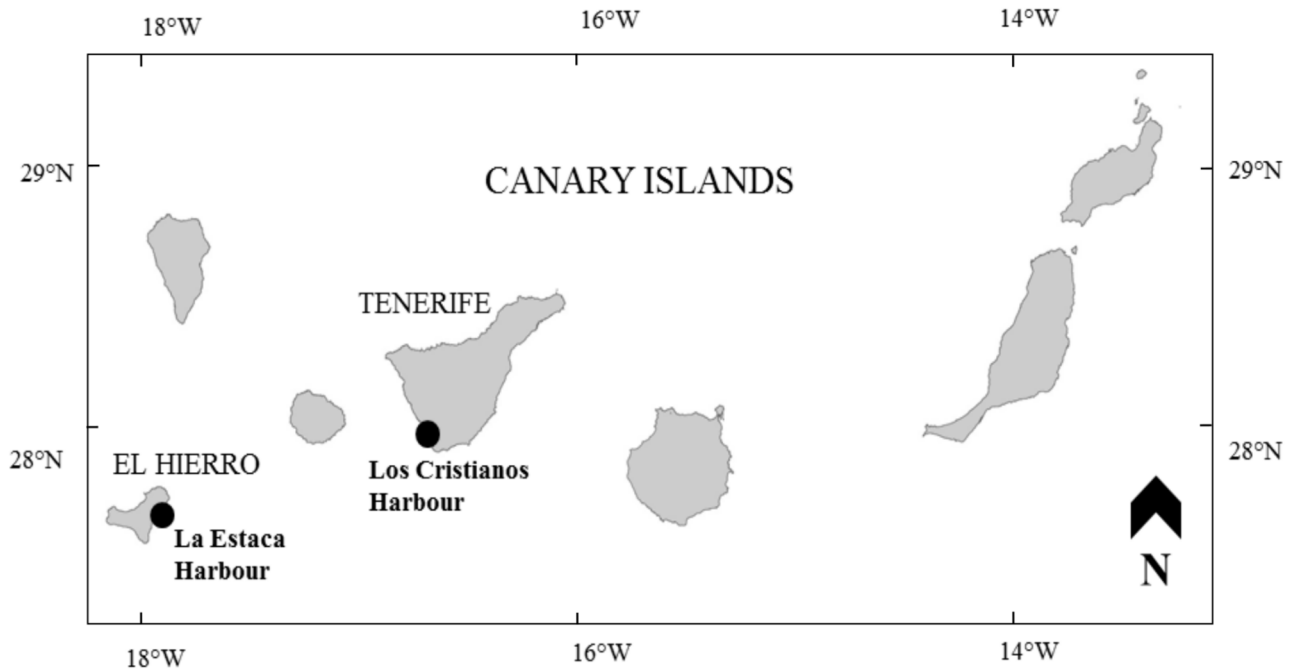 18°W
16°W
14°W
29°N
CANARY ISLANDS
29°N
TENERIFE
28°N
EL HIERRO
Los Cristianos
Harbour
28°N
La Estaca
Harbour
N
18°W
16°W
14°W